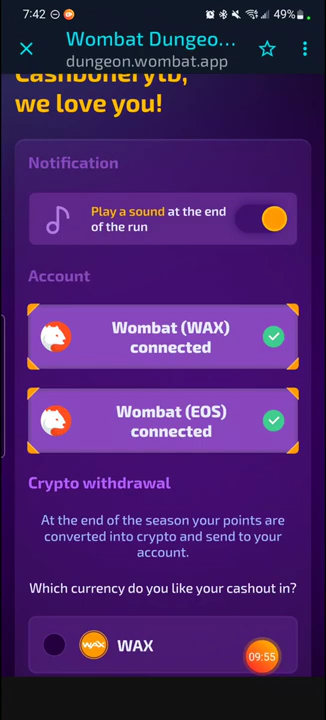 7:42
49%
Wombat Dungeo...
dungeon.wombat.app
we love you!
Notification
Play a sound at the end
of the run
Account
Wombat (WAX)
connected
Wombat (EOS)
connected
Crypto withdrawal
At the end of the season your points are
converted into crypto and send to your
account.
Which currency do you like your cashout in?
WAX
WAX
09:55